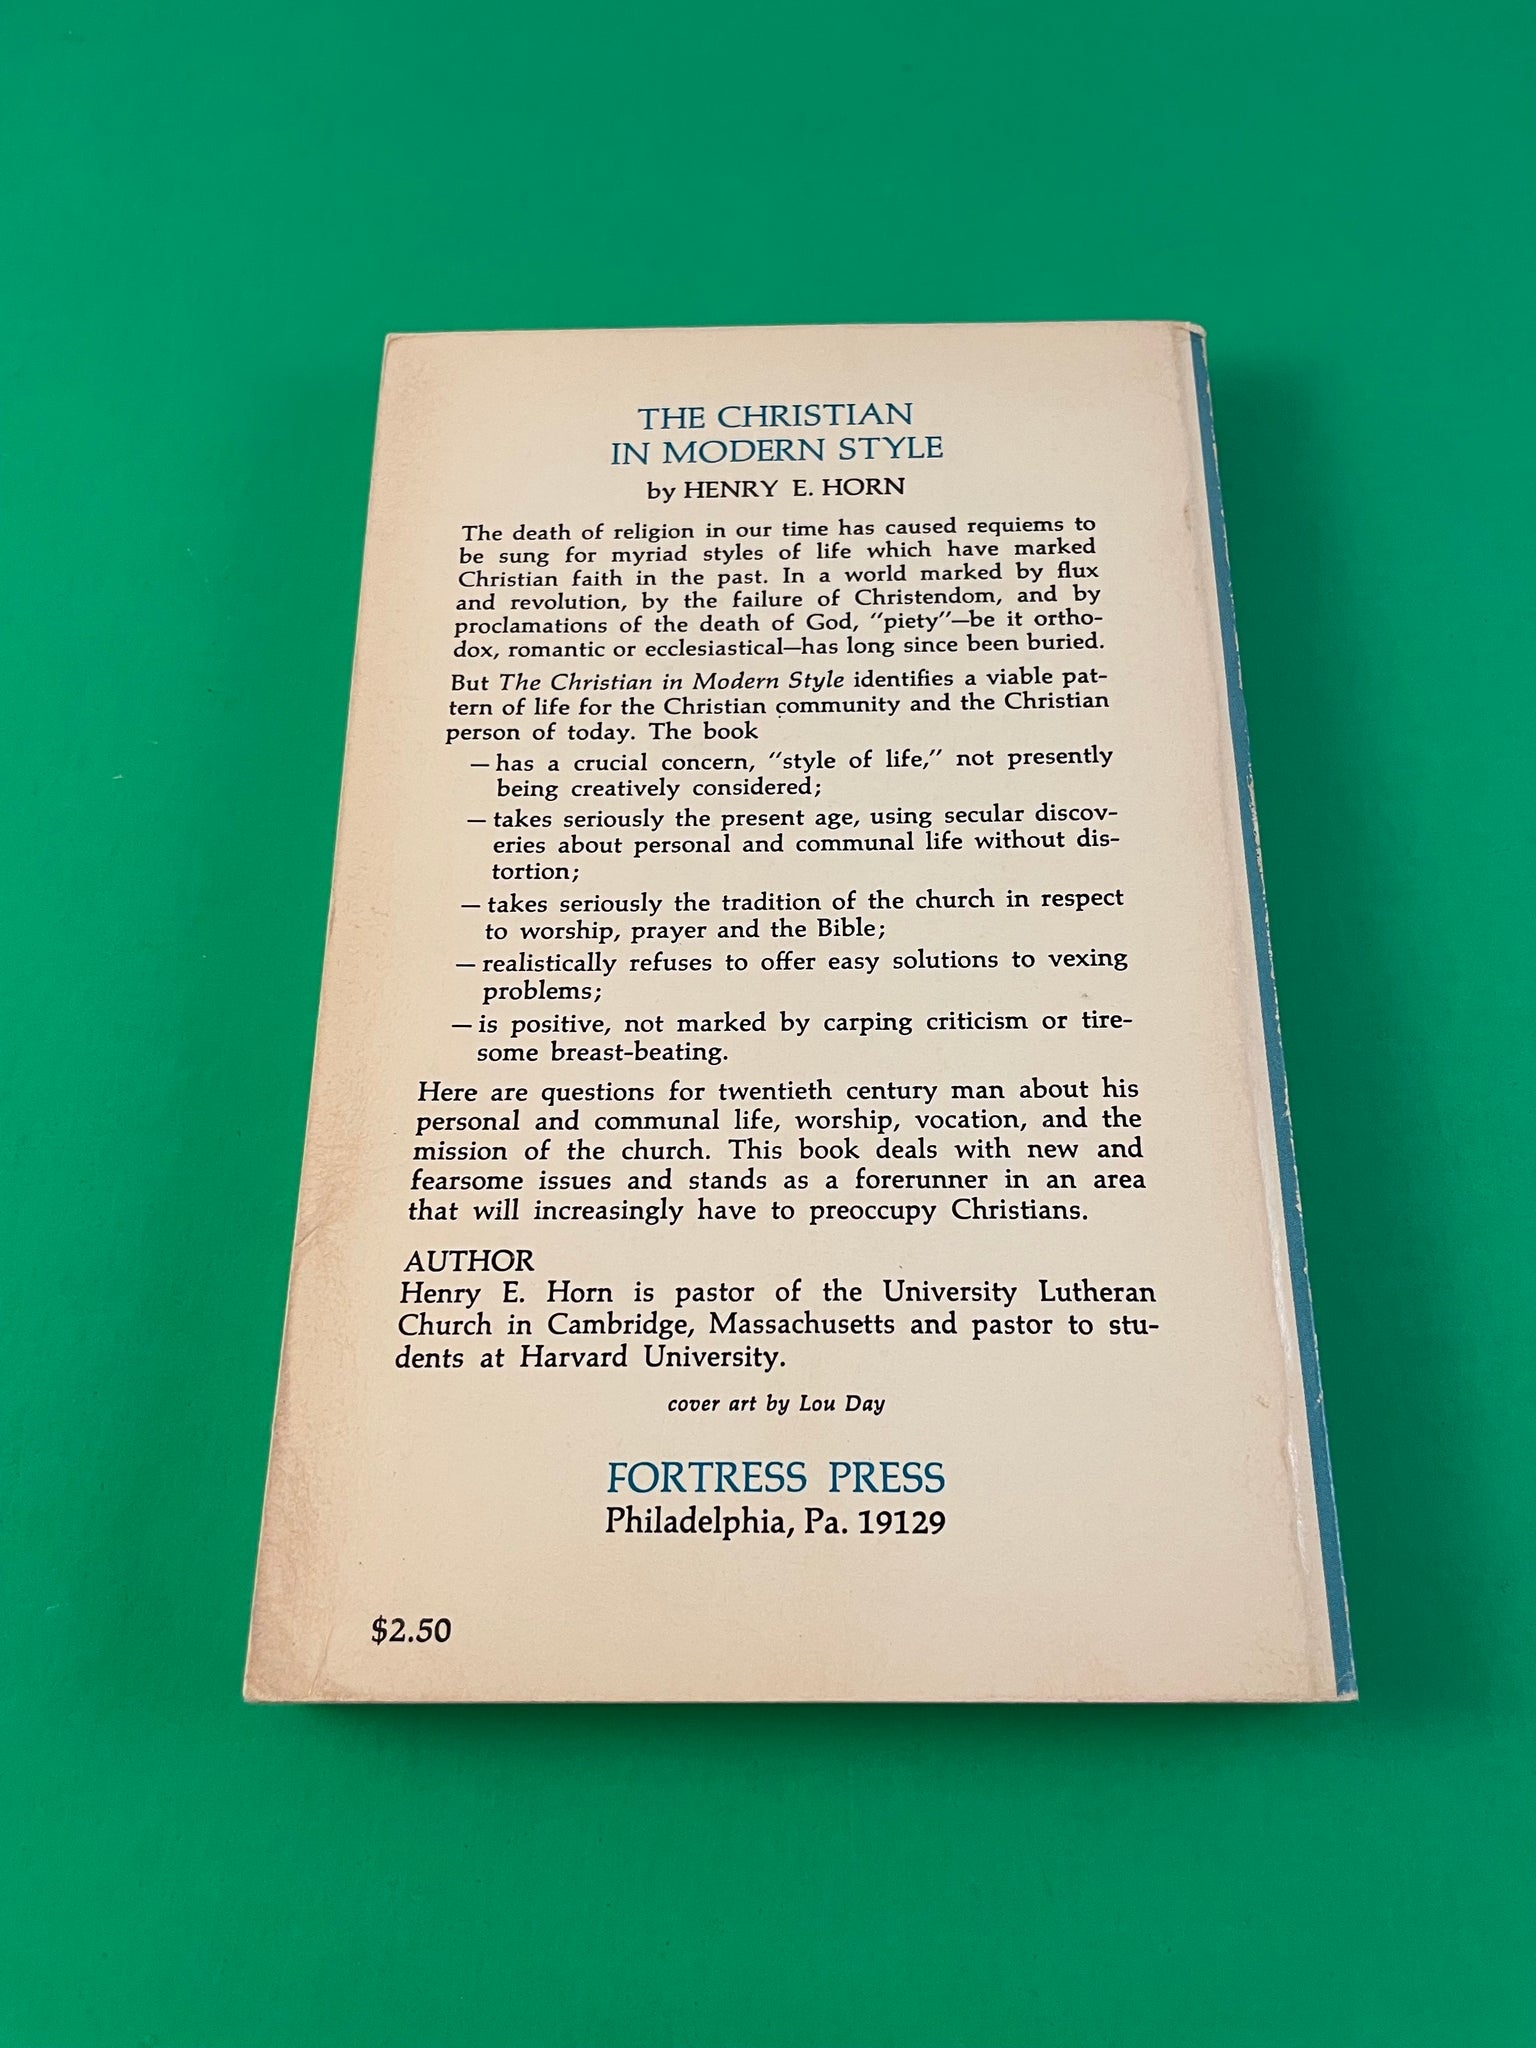 THE CHRISTIAN
IN MODERN STYLE
by HENRY E. HORN
The death of religion in our time has caused requiems to
be sung for myriad styles of life which have marked
Christian faith in the past. In a world marked by flux
and revolution, by the failure of Christendom, and by
proclamations of the death of God, "piety"—be it ortho-
dox, romantic or ecclesiastical—has long since been buried.
But The Christian in Modern Style identifies a viable pat-
tern of life for the Christian community and the Christian
person of today. The book
— has a crucial concern, "style of life," not presently
being creatively considered;
— takes seriously the present age, using secular discov-
eries about personal and communal life without dis-
tortion;
— takes seriously the tradition of the church in respect
to worship, prayer and the Bible;
— realistically refuses to offer easy solutions to vexing
problems;
— is positive, not marked by carping criticism or tire-
some breast-beating.
Here are questions for twentieth century man about his
personal and communal life, worship, vocation, and the
mission of the church. This book deals with new and
fearsome issues and stands as a forerunner in an area
that will increasingly have to preoccupy Christians.
AUTHOR
Henry E. Horn is pastor of the University Lutheran
Church in Cambridge, Massachusetts and pastor to stu-
dents at Harvard University.
cover art by Lou Day
FORTRESS PRESS
Philadelphia, Pa. 19129
$2.50